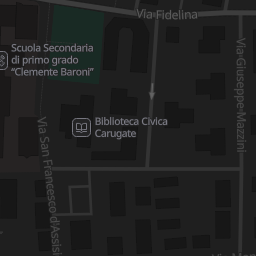 Via Fidelina
Scuola Secondaria
di primo grado
“Clemente Baroni”
Via Giuseppe Mazzini
Biblioteca Civica
Carugate
Via San Francesco d'Assisi